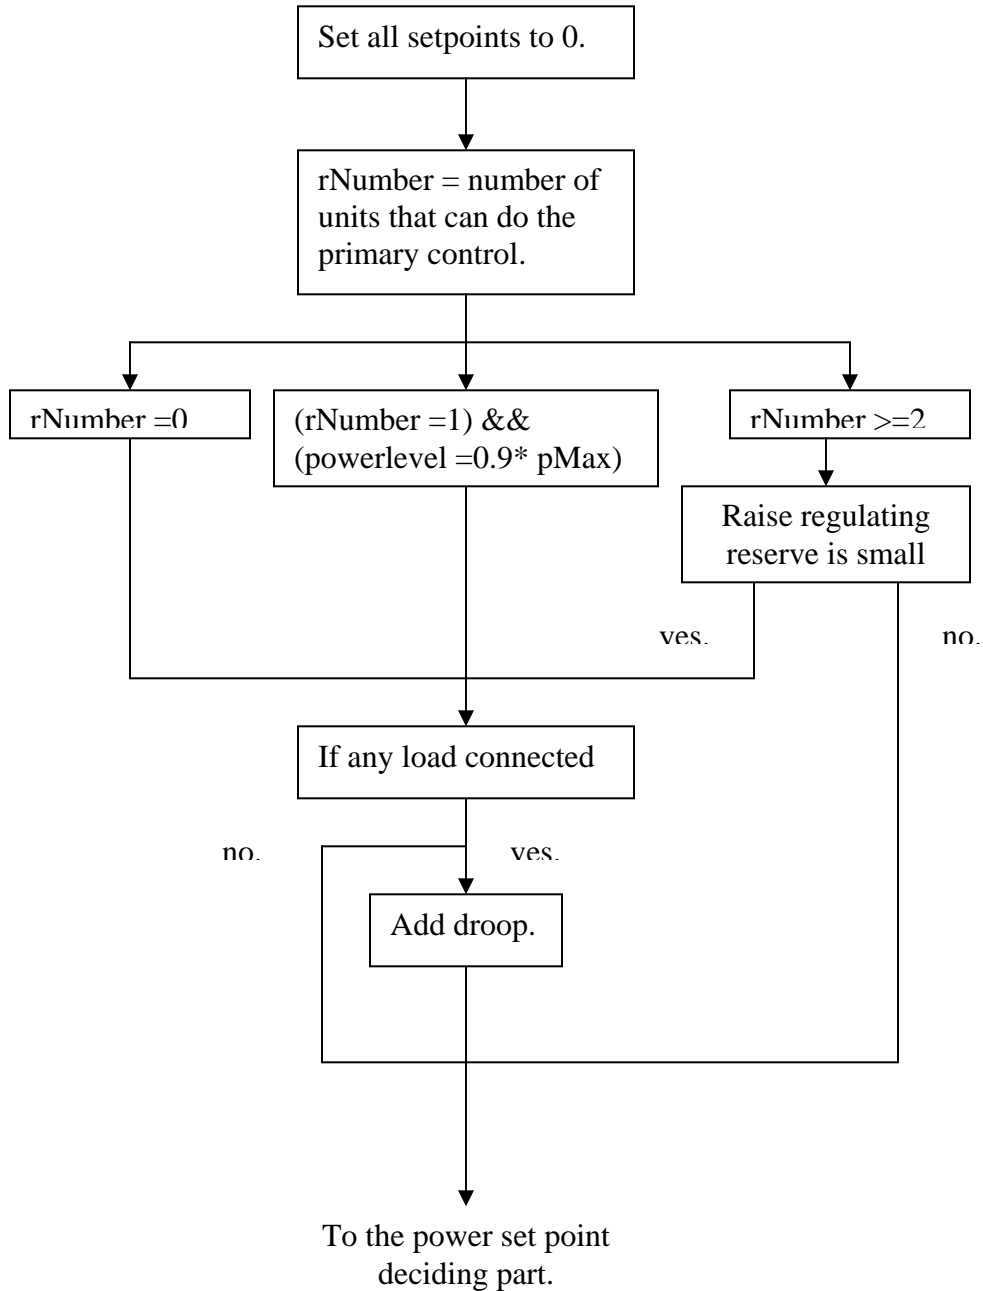 Set all setpoints to 0.
rNumber = number of
units that can do the
primary control.
rNumber =0
(rNumber =1) &&
(powerlevel =0.9* pMax)
rNumber >=2
Raise regulating
reserve is small
yes.
no.
If any load connected
no.
yes.
Add droop.
To the power set point
deciding part.